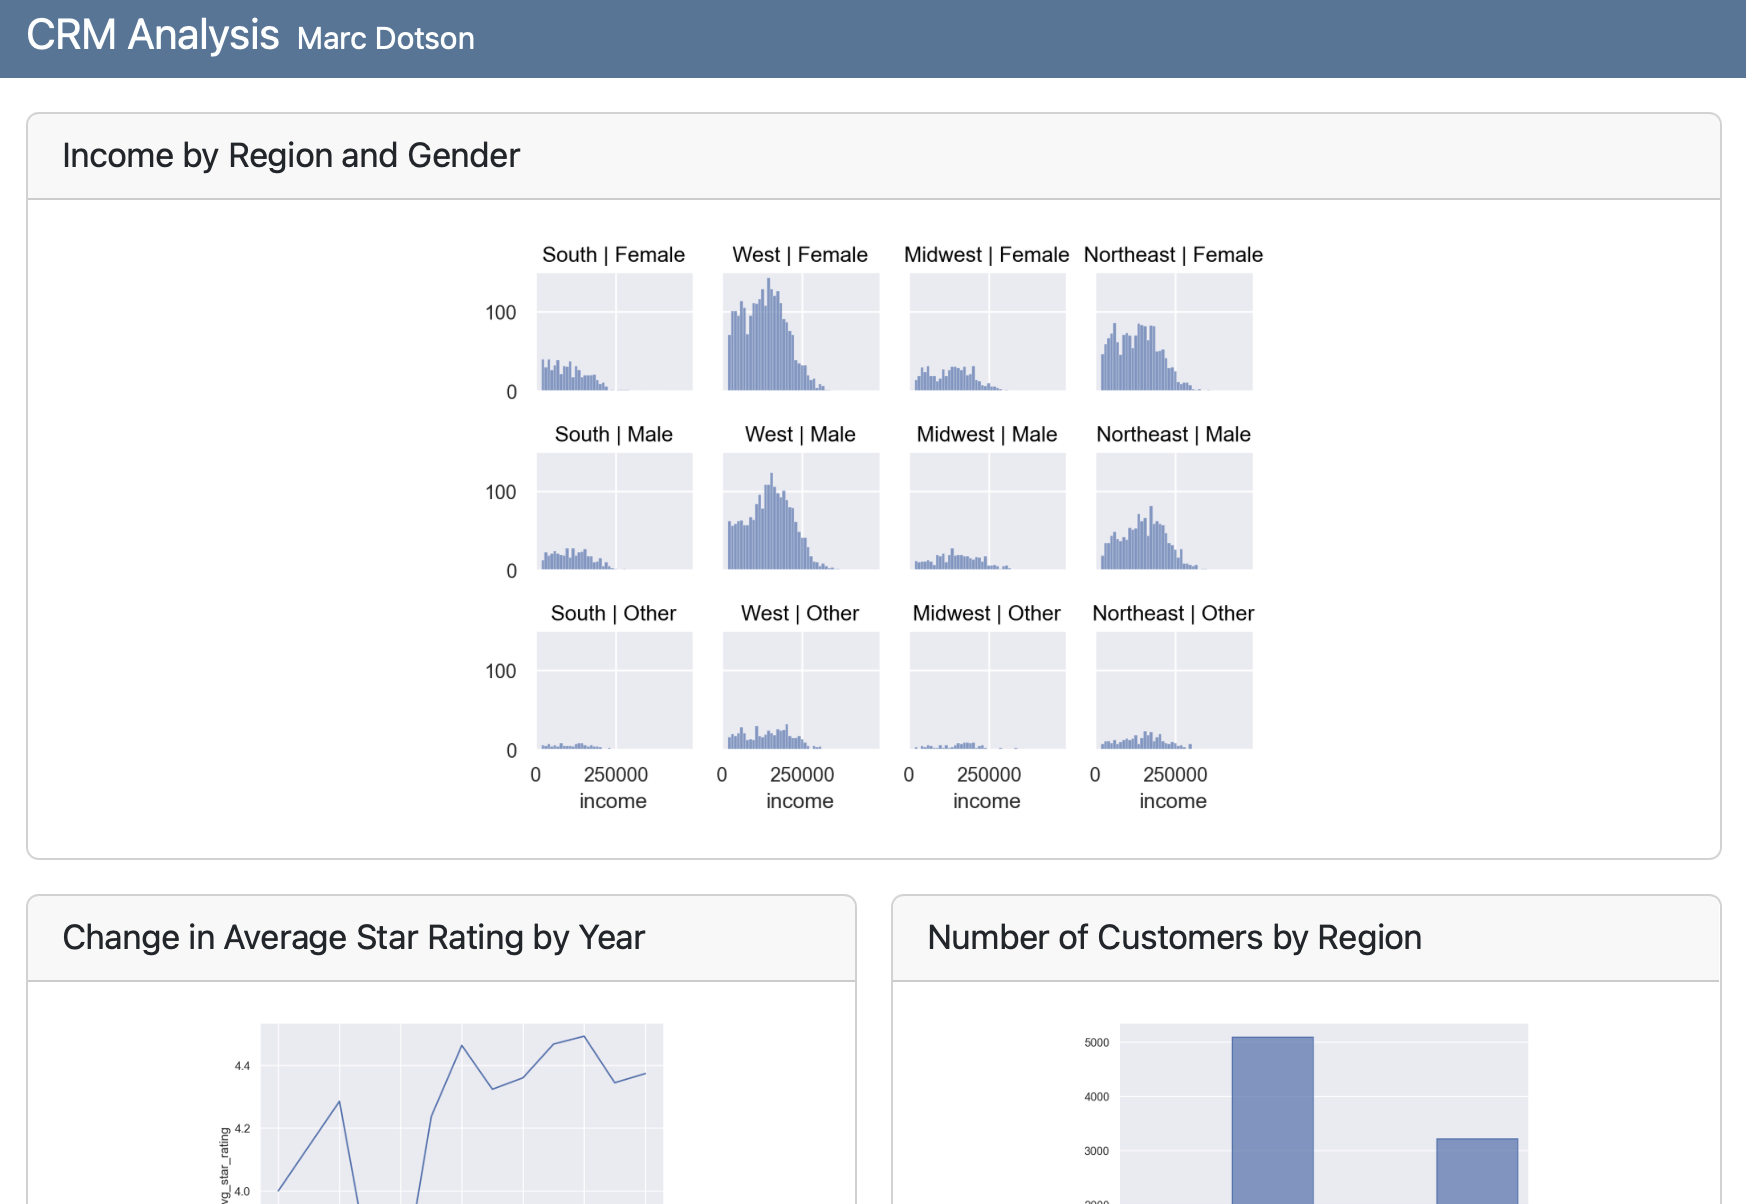 CRM Analysis Marc Dotson
Income by Region and Gender
South | Female West | Female Midwest | Female Northeast | Female
100
0
South | Male West | Male Midwest | Male Northeast | Male
100
0
South | Other West | Other Midwest | Other Northeast | Other
100
0
0 250000 0 250000 0 250000 0 250000
income income income income
Change in Average Star Rating by Year
4.4
4.2
4.0
Number of Customers by Region
5000
4000
3000